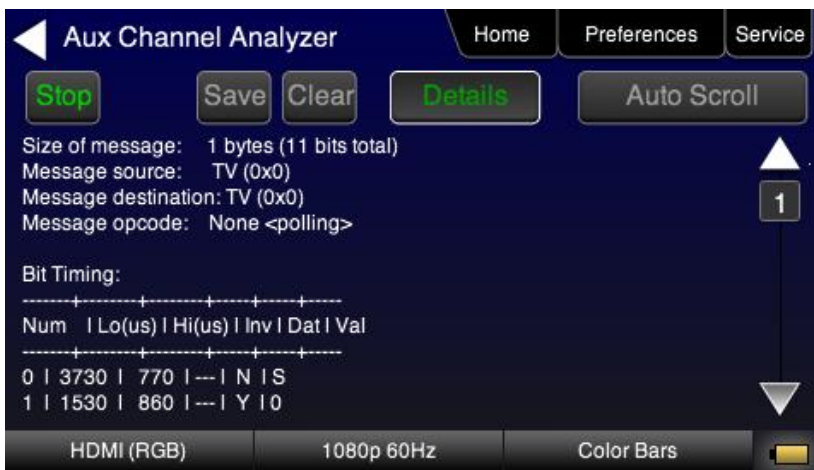 Aux Channel Analyzer Home Preferences Service
Stop Save Clear Details Auto Scroll
Size of message: 1 bytes (11 bits total)
Message source: TV (0x0)
Message destination: TV (0x0)
Message opcode: None <polling>
1
Bit Timing:
-------+--------+--------+-----+-----+-----
Num | Lo(us) | Hi(us) | Inv | Dat | Val
-------+--------+--------+-----+-----+-----
0 | 3730 | 770 |---| N |S
1 | 1530 | 860 |---| Y |0
HDMI (RGB) 1080p 60Hz Color Bars